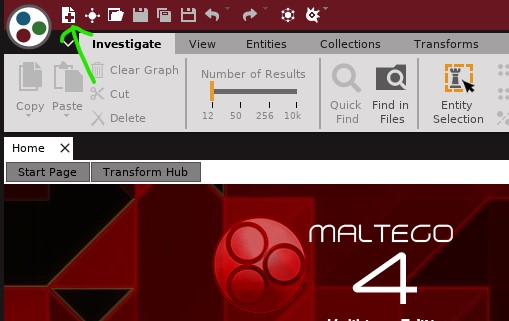 Investigate View Entities Collections Transforms
Clear Graph
Number of Results
Cut
Copy Paste
Quick Find
Find in Files
Entity Selection
Delete
12 50 256 10k
Home X
Start Page Transform Hub
MALTEGO
4